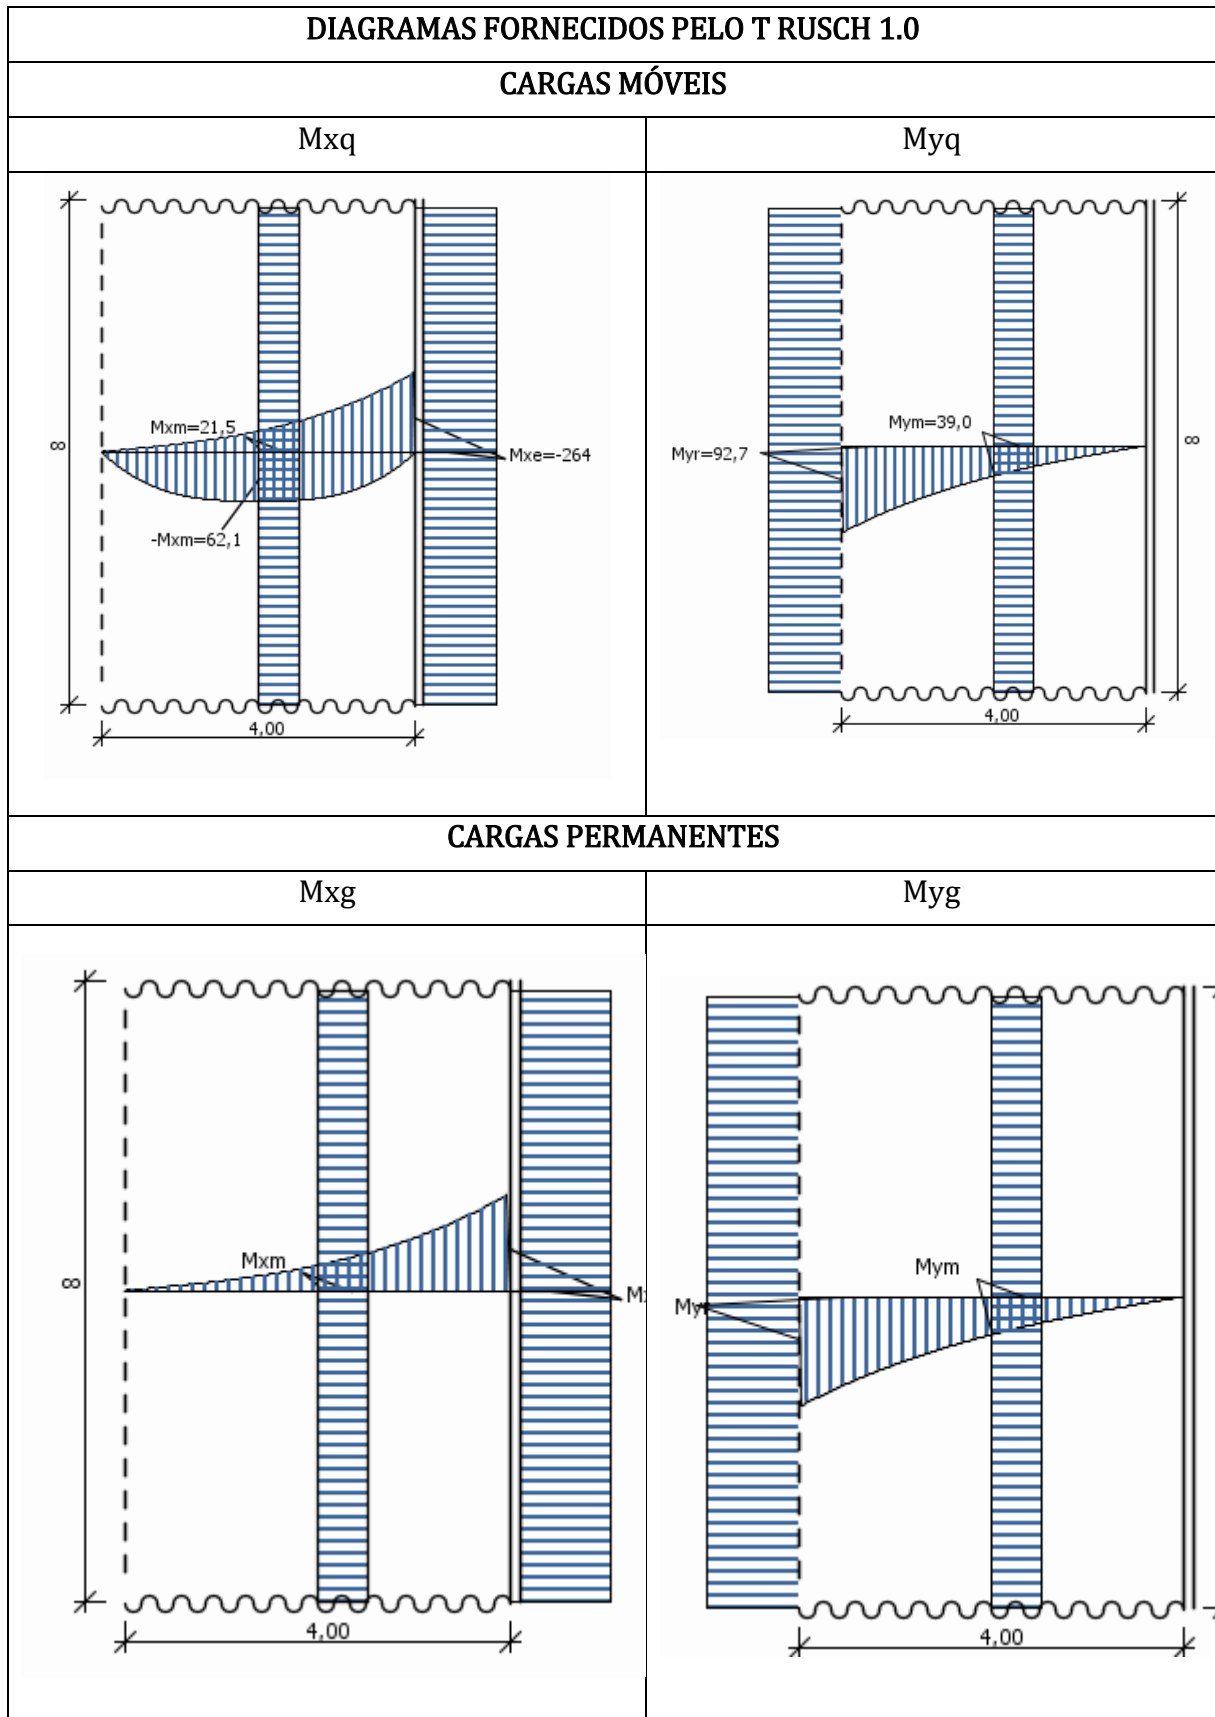 DIAGRAMAS FORNECIDOS PELO T RUSCH 1.0
CARGAS MÓVEIS
Mxq
Myq
Mxm=21,5
Mxe=-264
-Mxm=62,1
∞
4,00
Mym=39,0
Myr=92,7
∞
4,00
CARGAS PERMANENTES
Mxg
Myg
Mxm
∞
4,00
Mym
4,00